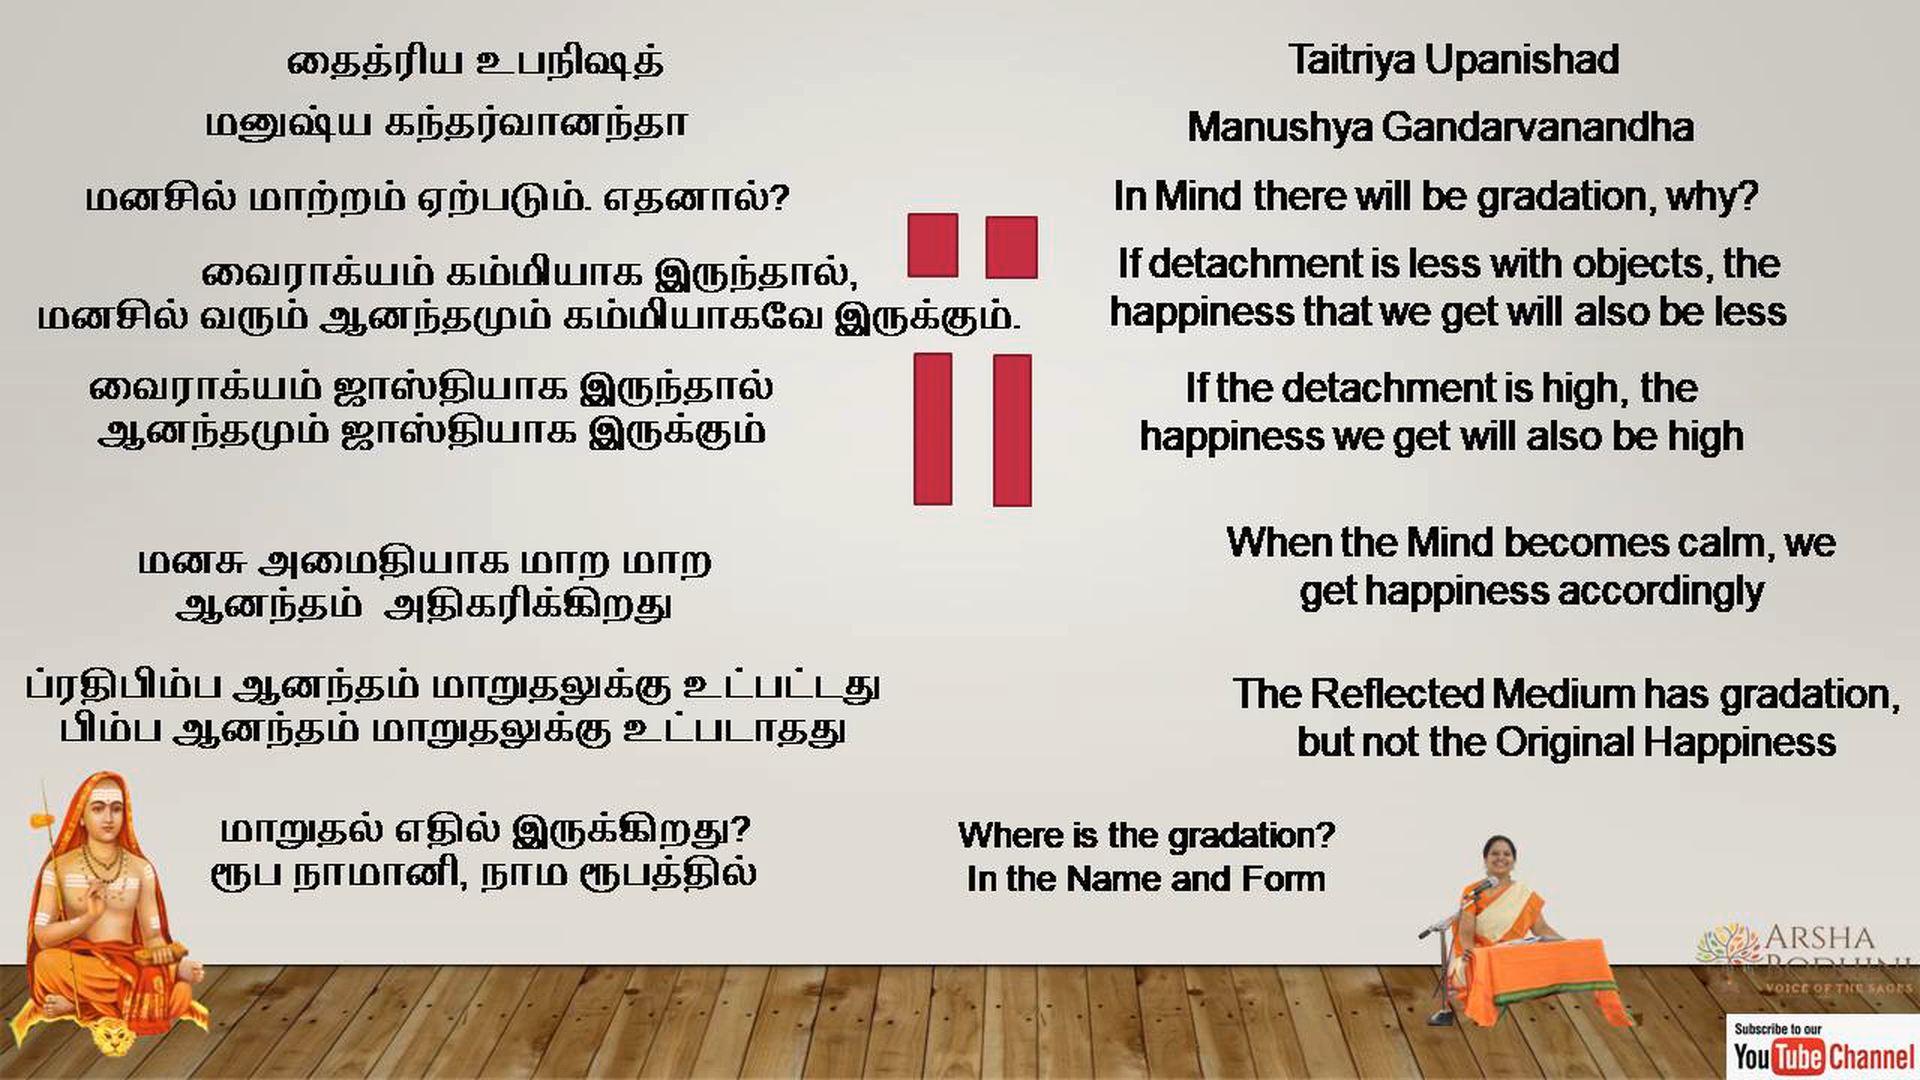 தைத்ரிய உபநிஷத்
மனுஷ்ய கந்தர்வானந்தா
மனசில் மாற்றம் ஏற்படும். எதனால்?
வைராக்யம் கம்மியாக இருந்தால்,
மனசில் வரும் ஆனந்தமும் கம்மியாகவே இருக்கும்.
வைராக்யம் ஜாஸ்தியாக இருந்தால்
ஆனந்தமும் ஜாஸ்தியாக இருக்கும்
மனசு அமைதியாக மாற மாற
ஆனந்தம் அதிகரிக்கிறது
ப்ரதிபிம்ப ஆனந்தம் மாறுதலுக்கு உட்பட்டது
பிம்ப ஆனந்தம் மாறுதலுக்கு உட்படாதது
மாறுதல் எதில் இருக்கிறது?
ரூப நாமானி, நாம ரூபத்தில்
Taitriya Upanishad
Manushya Gandarvanandha
In Mind there will be gradation, why?
If detachment is less with objects, the
happiness that we get will also be less
If the detachment is high, the
happiness we get will also be high
When the Mind becomes calm, we
get happiness accordingly
The Reflected Medium has gradation,
but not the Original Happiness
Where is the gradation?
In the Name and Form
ARSHA
BODHINI
VOICE OF THE SAGES
Subscribe to our
YouTube Channel